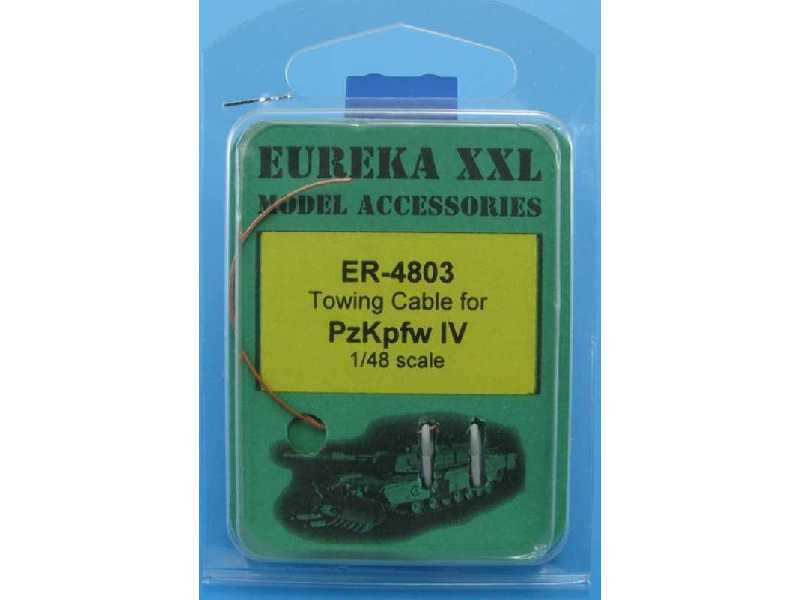 EUREKA XXL
MODEL ACCESSORIES
ER-4803
Towing Cable for
PzKpfw IV
1/48 scale